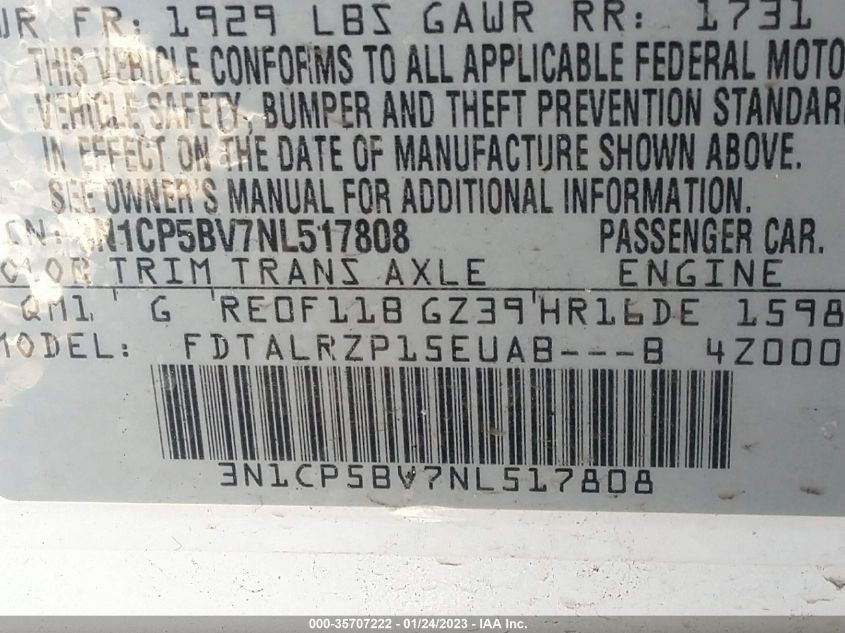 WR FR: 1929 LBS GAWR RR: 1731
THIS VEHICLE CONFORMS TO ALL APPLICABLE FEDERAL MOTO
VEHICLE SAFETY, BUMPER AND THEFT PREVENTION STANDAR
IN EFFECT ON THE DATE OF MANUFACTURE SHOWN ABOVE.
SEE OWNER'S MANUAL FOR ADDITIONAL INFORMATION.
N: 3N1CP5BV7NL517808 PASSENGER CAR.
COLOR TRIM TRANS AXLE ENGINE
QM1 G RE0F11B GZ39 HR16DE 1598
MODEL: FDTALRZP15EUAB---B 4Z000
3N1CP5BV7NL517808
000-35707222 - 01/24/2023 - IAA Inc.